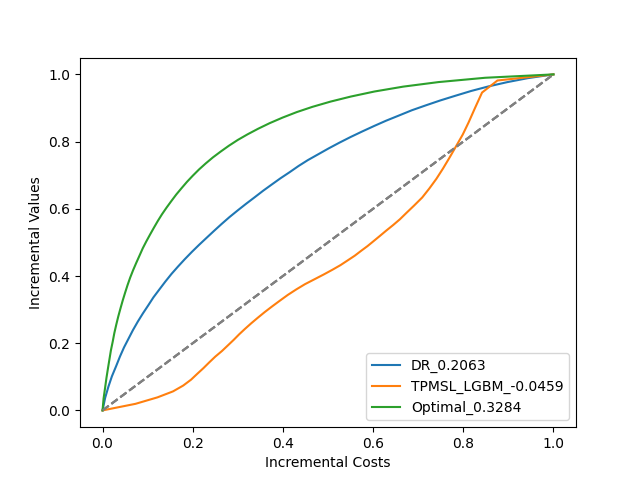 1.0
0.8
0.6
0.4
0.2
0.0
Incremental Values
0.0 0.2 0.4 0.6 0.8 1.0
Incremental Costs
DR_0.2063
TPMSL_LGBM_-0.0459
Optimal_0.3284